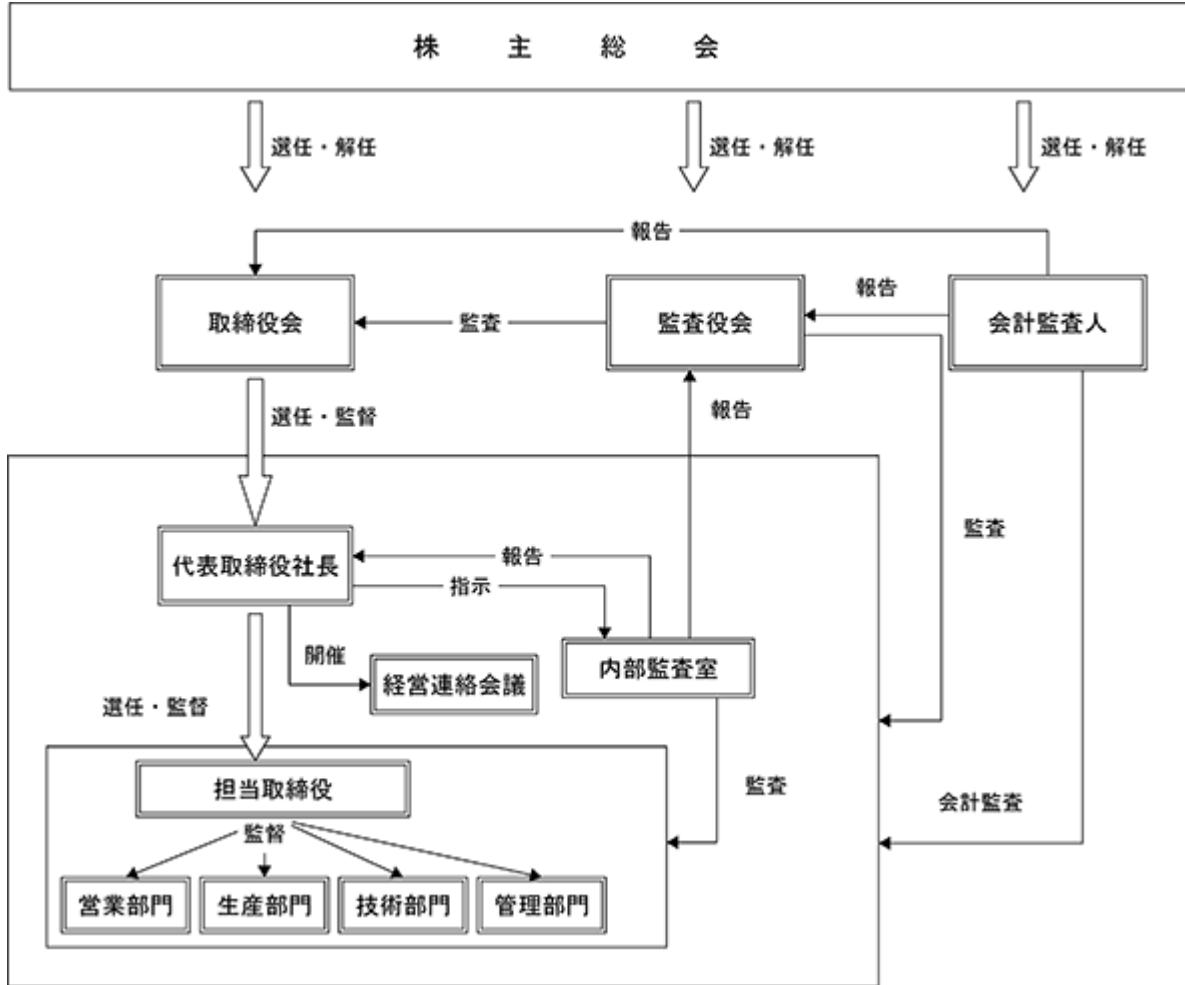 株主総会
選任・解任
選任・解任
選任・解任
報告
取締役会
監査
監査役会
報告
会計監査人
選任・監督
報告
監査
代表取締役社長
報告
指示
開催
経営連絡会議
内部監査室
選任・監督
担当取締役
監査
会計監査
監督
営業部門
生産部門
技術部門
管理部門